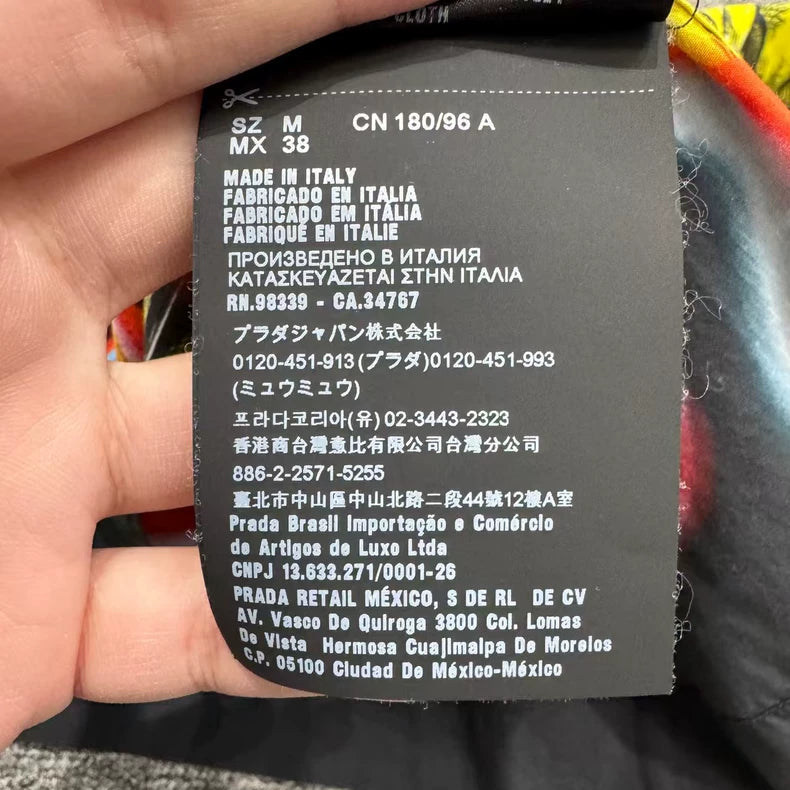 CLOTH
SZ M CN 180/96 A
MX 38
MADE IN ITALY
FABRICADO EN ITALIA
FABRICADO EM ITÁLIA
FABRIQUÉ EN ITALIE
ПРОИЗВЕДЕНО В ИТАЛИЯ
ΚΑΤΑΣΚΕΥΑΖΕΤΑΙ ΣΤΗΝ ΙΤΑΛΙΑ
RN.98339 - CA.34767
プラダジャパン株式会社
0120-451-913(プラダ)0120-451-993
(ミュウミュウ)
프라다코리아(유) 02-3443-2323
香港商台灣意比有限公司台灣分公司
886-2-2571-5255
臺北市中山區中山北路二段44號12樓A室
Prada Brasil Importação e Comércio
de Artigos de Luxo Ltda
CNPJ 13.633.271/0001-26
PRADA RETAIL MÉXICO, S DE RL DE CV
AV. Vasco De Quiroga 3800 Col. Lomas
De Vista Hermosa Cuajimalpa De Morelos
C.P. 05100 Ciudad De México-México